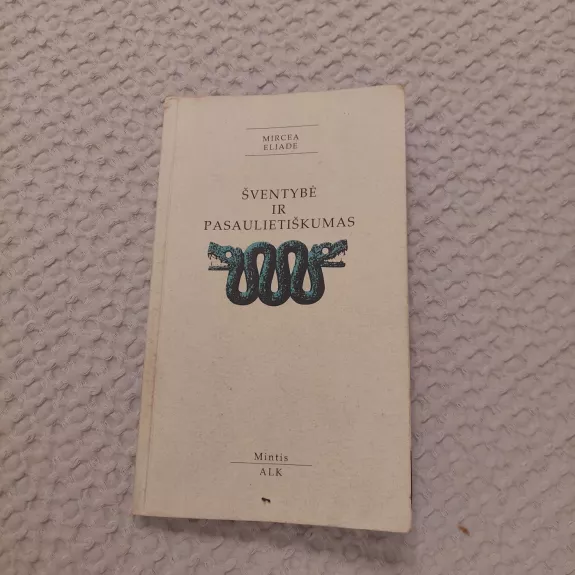 MIRCEA
ELIADE
ŠVENTYBĖ
IR
PASAULIETIŠKUMAS
Mintis
ALK